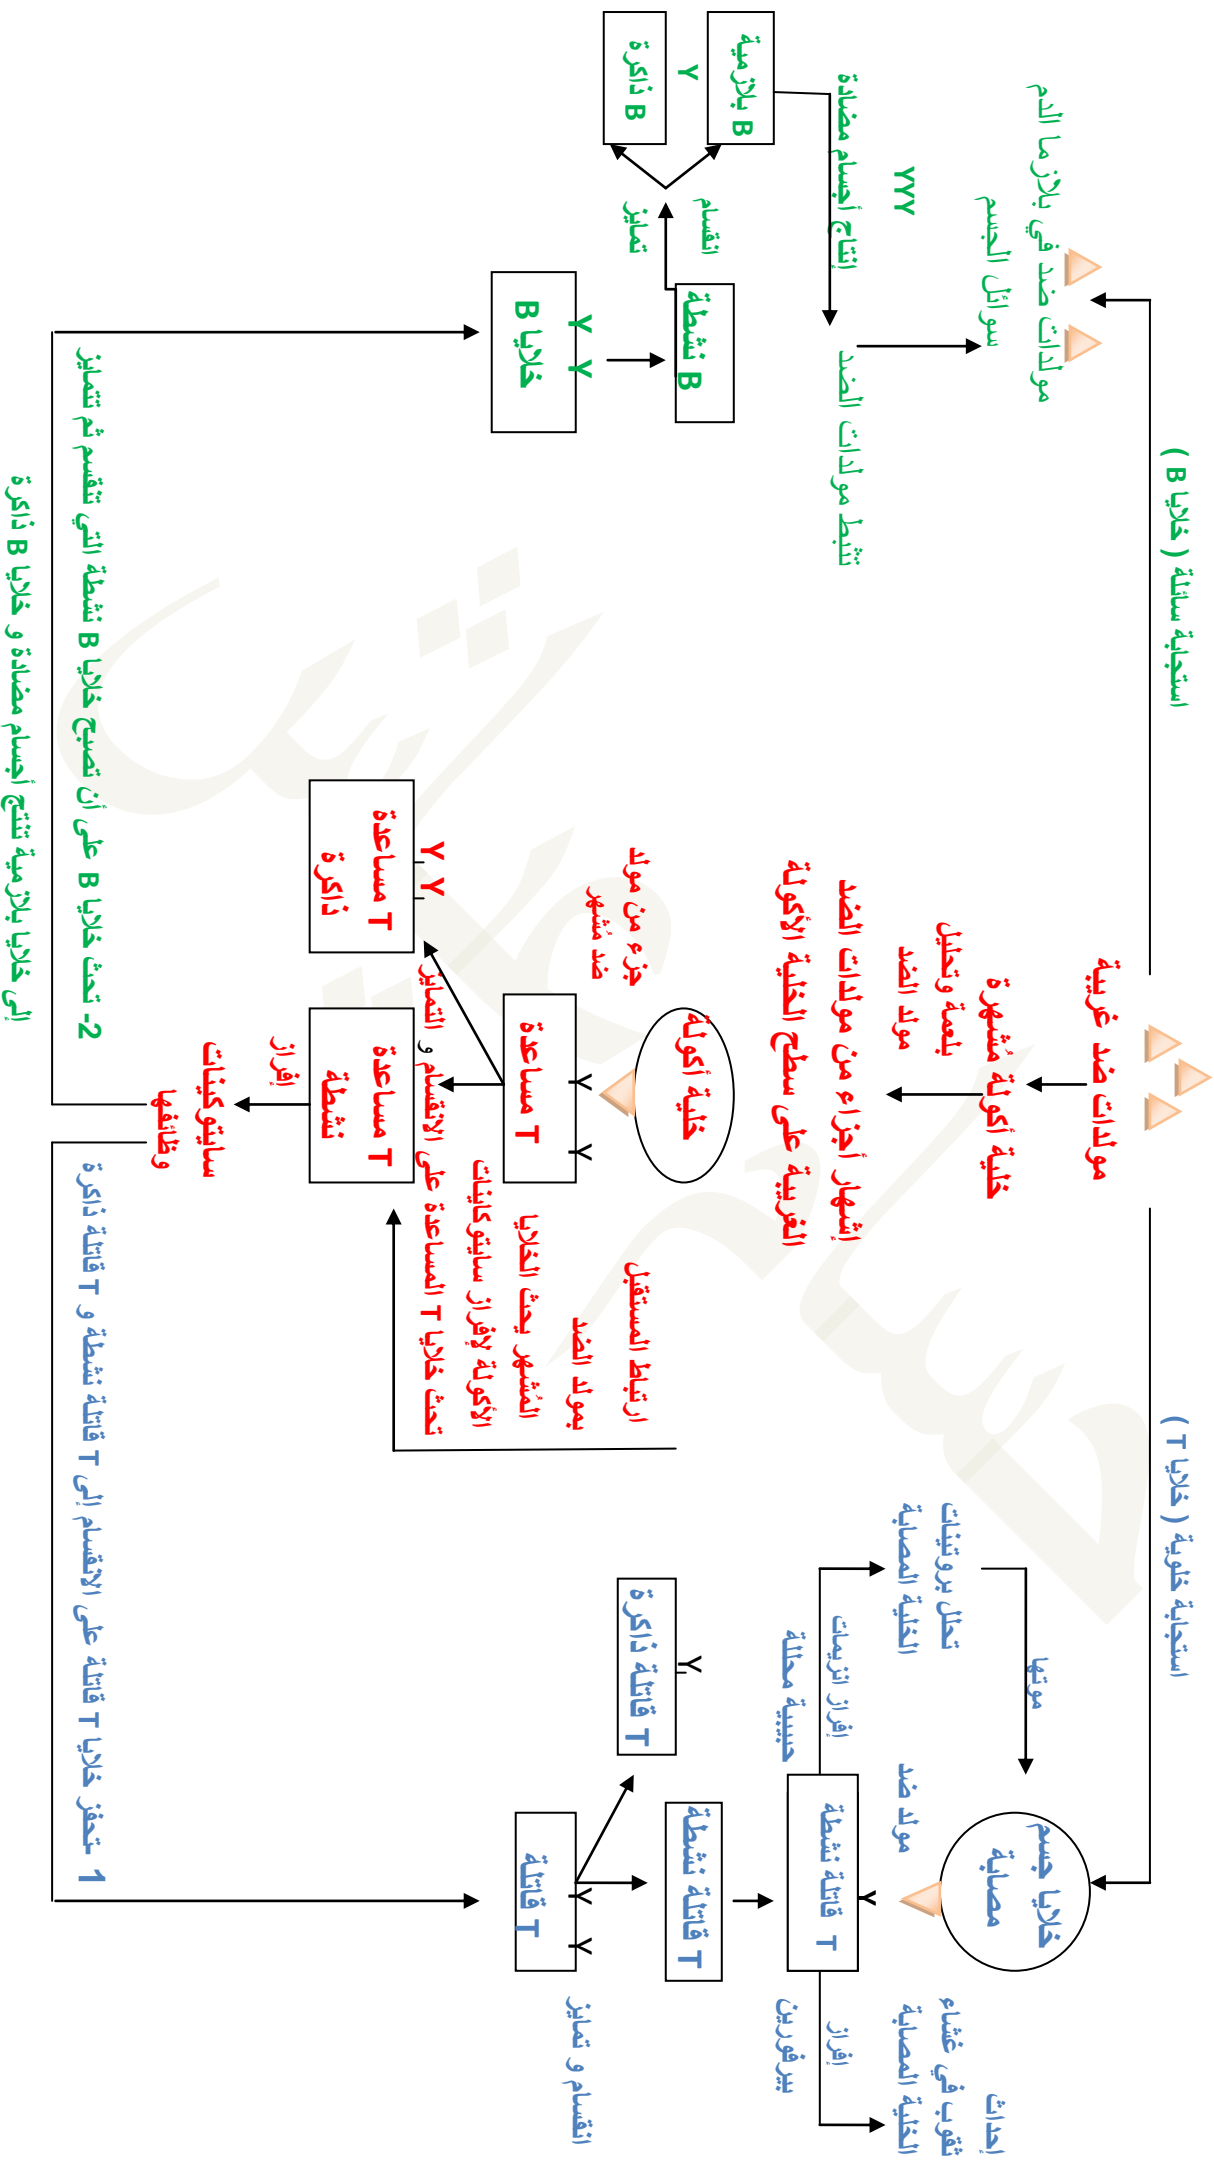 مولدات ضد غريبة
استجابة سائلة ( خلايا B )
استجابة خلوية ( خلايا T )
خلية أكولة مُشهرة
بلعمة وتحليل
مولد الضد
إشهار أجزاء من مولدات الضد
الغريبة على سطح الخلية الأكولة
خلية أكولة
جزء من مولد
ضد مُشهر
T مساعدة
ارتباط المستقبل
بمولد الضد
المُشهر يحث الخلايا
الأكولة لإفراز سايتوكاينات
تحث خلايا T المساعدة على الانقسام و التمايز
Y Y
T مساعدة
ذاكرة
T مساعدة
نشطة
إفراز
سايتوكينات
وظائفها
1 -تحفز خلايا T قاتلة على الانقسام إلى T قاتلة نشطة و T قاتلة ذاكرة
2- تحث خلايا B على أن تصبح خلايا B نشطة التي تنقسم ثم تتمايز
إلى خلايا بلازمية تنتج أجسام مضادة و خلايا B ذاكرة
مولدات ضد في بلازما الدم
سوائل الجسم
YYY
تثبط مولدات الضد
إنتاج أجسام مضادة
B بلازمية
Y
B ذاكرة
انقسام
تمايز
B نشطة
Y Y
خلايا B
خلايا جسم
مصابة
مولد ضد
موتها
تحلل بروتينات
الخلية المصابة
إفراز انزيمات
حبيبية محللة
T قاتلة نشطة
إحداث
ثقوب في غشاء
الخلية المصابة
إفراز
بيرفورين
T قاتلة نشطة
Y
T قاتلة ذاكرة
Y Y
T قاتلة
انقسام و تمايز